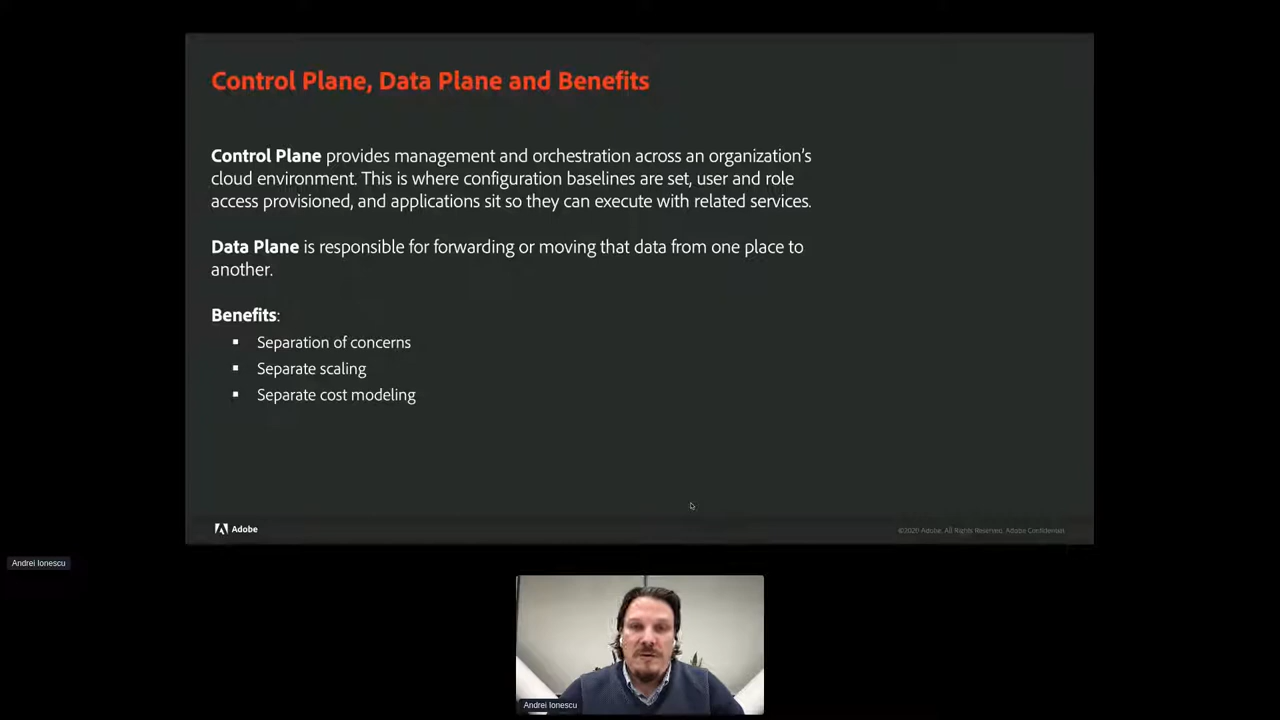 Control Plane, Data Plane and Benefits
Control Plane provides management and orchestration across an organization's
cloud environment. This is where configuration baselines are set, user and role
access provisioned, and applications sit so they can execute with related services.
Data Plane is responsible for forwarding or moving that data from one place to
another.
Benefits:
▪ Separation of concerns
▪ Separate scaling
▪ Separate cost modeling
Adobe
©2020 Adobe. All Rights Reserved. Adobe Confidential.
Andrei Ionescu
Andrei Ionescu